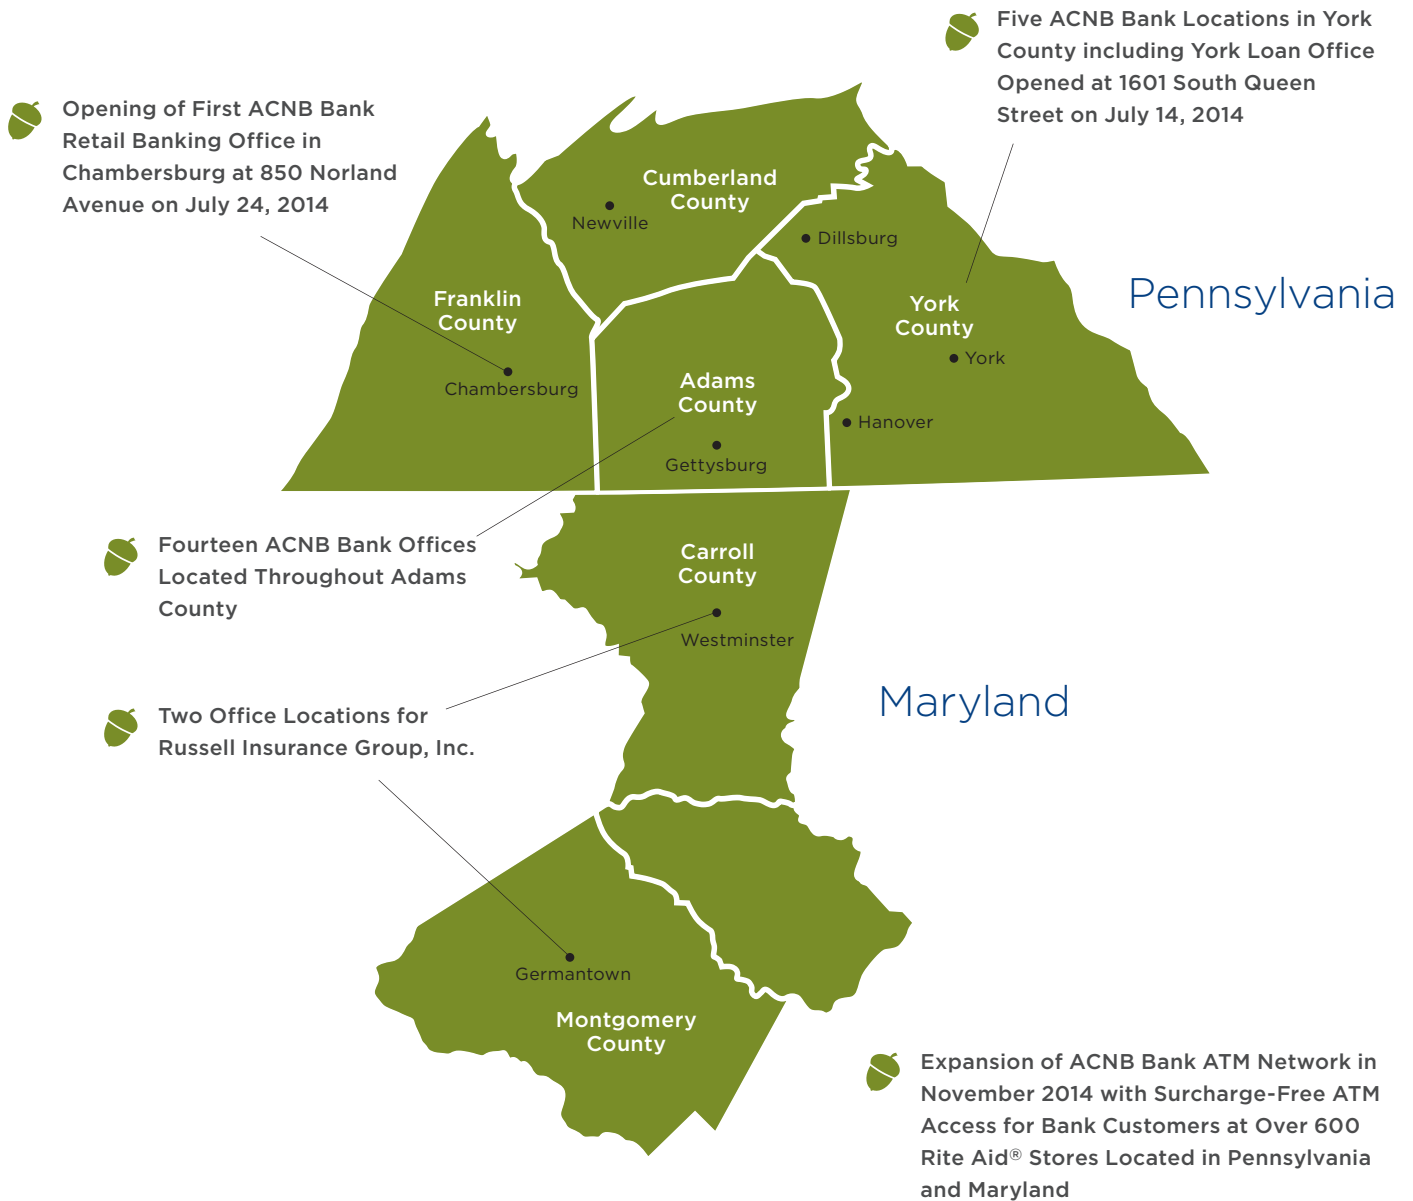 Five ACNB Bank Locations in York
County including York Loan Office
Opened at 1601 South Queen
Street on July 14, 2014
Opening of First ACNB Bank
Retail Banking Office in
Chambersburg at 850 Norland
Avenue on July 24, 2014
Cumberland
County
Newville
Dillsburg
Pennsylvania
Franklin
County
York
County
York
Chambersburg
Adams
County
Hanover
Gettysburg
Fourteen ACNB Bank Offices
Located Throughout Adams
County
Carroll
County
Westminster
Maryland
Two Office Locations for
Russell Insurance Group, Inc.
Germantown
Montgomery
County
Expansion of ACNB Bank ATM Network in
November 2014 with Surcharge-Free ATM
Access for Bank Customers at Over 600
Rite Aid® Stores Located in Pennsylvania
and Maryland